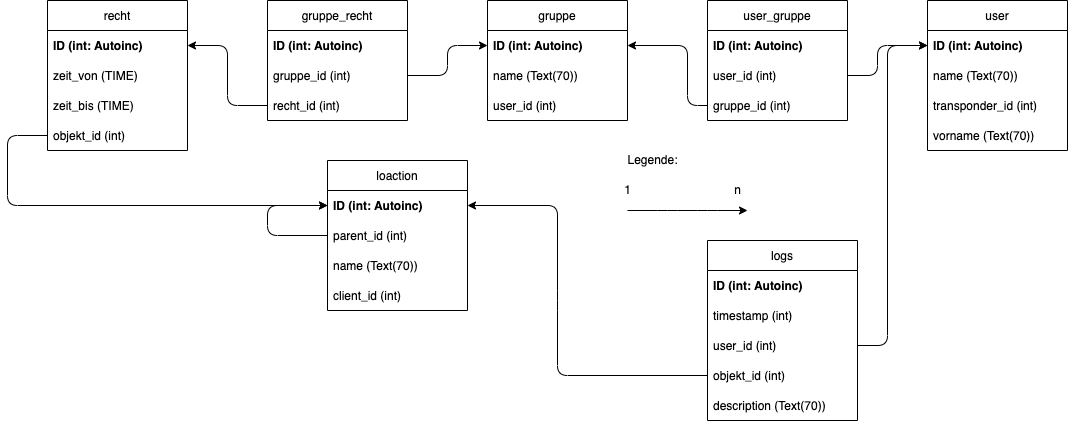 recht
ID (int: Autoinc)
zeit_von (TIME)
zeit_bis (TIME)
objekt_id (int)
gruppe_recht
ID (int: Autoinc)
gruppe_id (int)
recht_id (int)
gruppe
ID (int: Autoinc)
name (Text(70))
user_id (int)
user_gruppe
ID (int: Autoinc)
user_id (int)
gruppe_id (int)
user
ID (int: Autoinc)
name (Text(70))
transponder_id (int)
vorname (Text(70))
loaction
ID (int: Autoinc)
parent_id (int)
name (Text(70))
client_id (int)
Legende:
1 n
logs
ID (int: Autoinc)
timestamp (int)
user_id (int)
objekt_id (int)
description (Text(70))